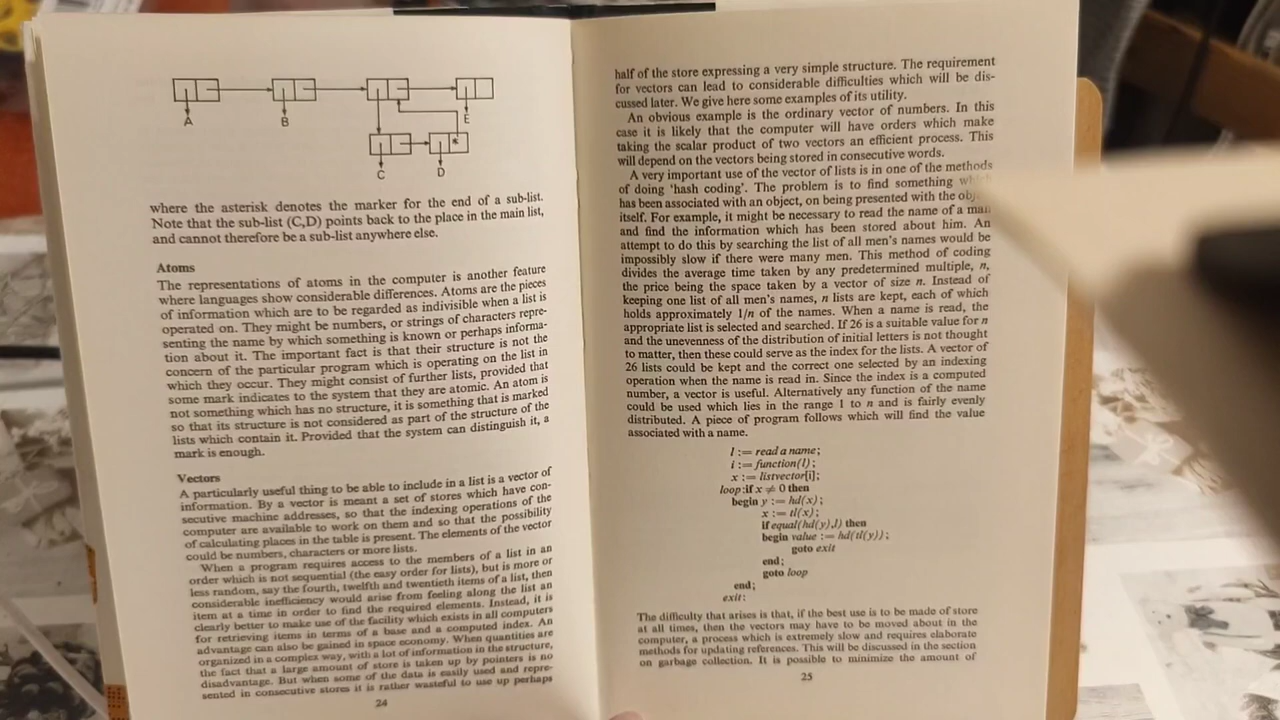 A
B
E
*
C
D
where the asterisk denotes the marker for the end of a sub-list.
Note that the sub-list (C,D) points back to the place in the main list,
and cannot therefore be a sub-list anywhere else.
Atoms
The representations of atoms in the computer is another feature
where languages show considerable differences. Atoms are the pieces
of information which are to be regarded as indivisible when a list is
operated on. They might be numbers, or strings of characters repre-
senting the name by which something is known or perhaps informa-
tion about it. The important fact is that their structure is not the
concern of the particular program which is operating on the list in
which they occur. They might consist of further lists, provided that
some mark indicates to the system that they are atomic. An atom is
not something which has no structure, it is something that is marked
so that its structure is not considered as part of the structure of the
lists which contain it. Provided that the system can distinguish it, a
mark is enough.
Vectors
A particularly useful thing to be able to include in a list is a vector of
information. By a vector is meant a set of stores which have con-
secutive machine addresses, so that the indexing operations of the
computer are available to work on them and so that the possibility
of calculating places in the table is present. The elements of the vector
could be numbers, characters or more lists.
When a program requires access to the members of a list in an
order which is not sequential (the easy order for lists), but is more or
less random, say the fourth, twelfth and twentieth items of a list, then
considerable inefficiency would arise from feeling along the list an
item at a time in order to find the required elements. Instead, it is
clearly better to make use of the facility which exists in all computers
for retrieving items in terms of a base and a computed index. An
advantage can also be gained in space economy. When quantities are
organized in a complex way, with a lot of information in the structure,
the fact that a large amount of store is taken up by pointers is no
disadvantage. But when some of the data is easily used and repre-
sented in consecutive stores it is rather wasteful to use up perhaps
24
half of the store expressing a very simple structure. The requirement
for vectors can lead to considerable difficulties which will be dis-
cussed later. We give here some examples of its utility.
An obvious example is the ordinary vector of numbers. In this
case it is likely that the computer will have orders which make
taking the scalar product of two vectors an efficient process. This
will depend on the vectors being stored in consecutive words.
A very important use of the vector of lists is in one of the methods
of doing 'hash coding'. The problem is to find something
has been associated with an object, on being presented with the
itself. For example, it might be necessary to read the name of a man
and find the information which has been stored about him. An
attempt to do this by searching the list of all men's names would be
impossibly slow if there were many men. This method of coding
divides the average time taken by any predetermined multiple, n,
the price being the space taken by a vector of size n. Instead of
keeping one list of all men's names, n lists are kept, each of which
holds approximately 1/n of the names. When a name is read, the
appropriate list is selected and searched. If 26 is a suitable value for n
and the unevenness of the distribution of initial letters is not thought
to matter, then these could serve as the index for the lists. A vector of
26 lists could be kept and the correct one selected by an indexing
operation when the name is read in. Since the index is a computed
number, a vector is useful. Alternatively any function of the name
could be used which lies in the range 1 to n and is fairly evenly
distributed. A piece of program follows which will find the value
associated with a name.
l := read a name;
i := function(l);
x := listvector[i];
loop:if x ≠ 0 then
begin y := hd(x);
x := tl(x);
if equal(hd(y),l) then
begin value := hd(tl(y));
goto exit
end;
goto loop
end;
exit:
The difficulty that arises is that, if the best use is to be made of store
at all times, then the vectors may have to be moved about in the
computer, a process which is extremely slow and requires elaborate
methods for updating references. This will be discussed in the section
on garbage collection. It is possible to minimize the amount of
25